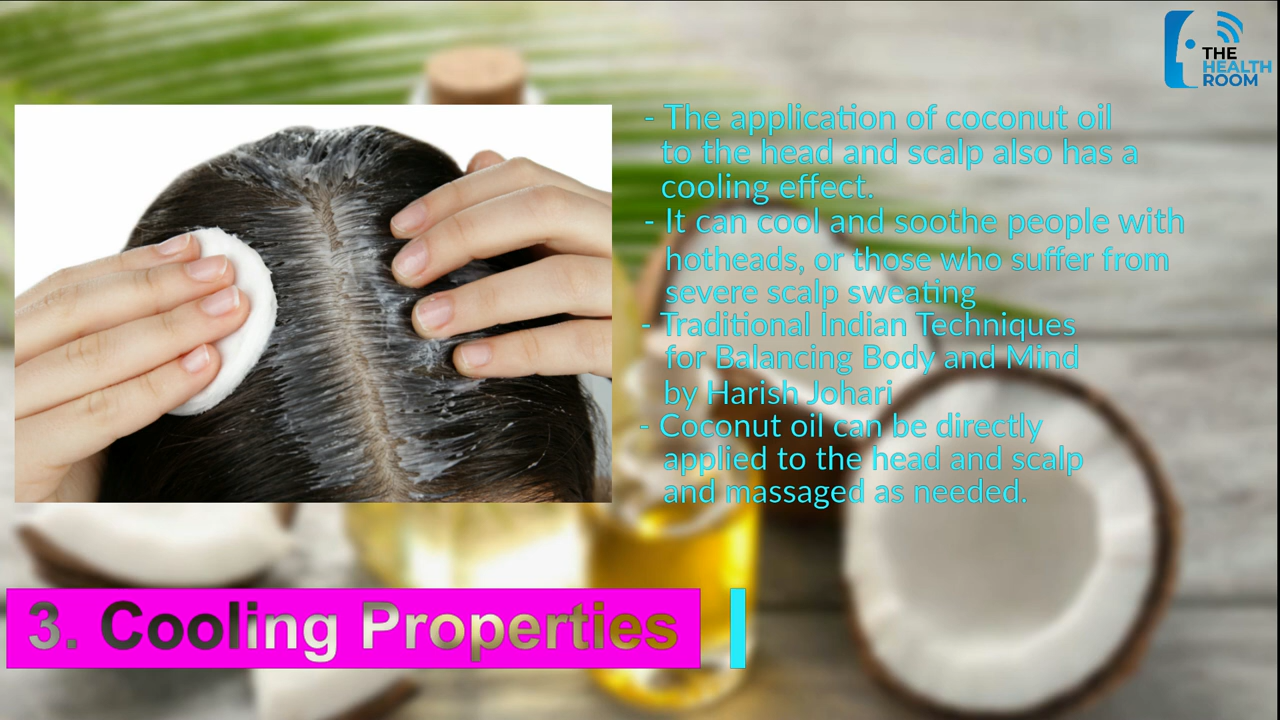 THE
HEALTH
ROOM
- The application of coconut oil
to the head and scalp also has a
cooling effect.
- It can cool and soothe people with
hotheads, or those who suffer from
severe scalp sweating
- Traditional Indian Techniques
for Balancing Body and Mind
by Harish Johari
- Coconut oil can be directly
applied to the head and scalp
and massaged as needed.
3. Cooling Properties